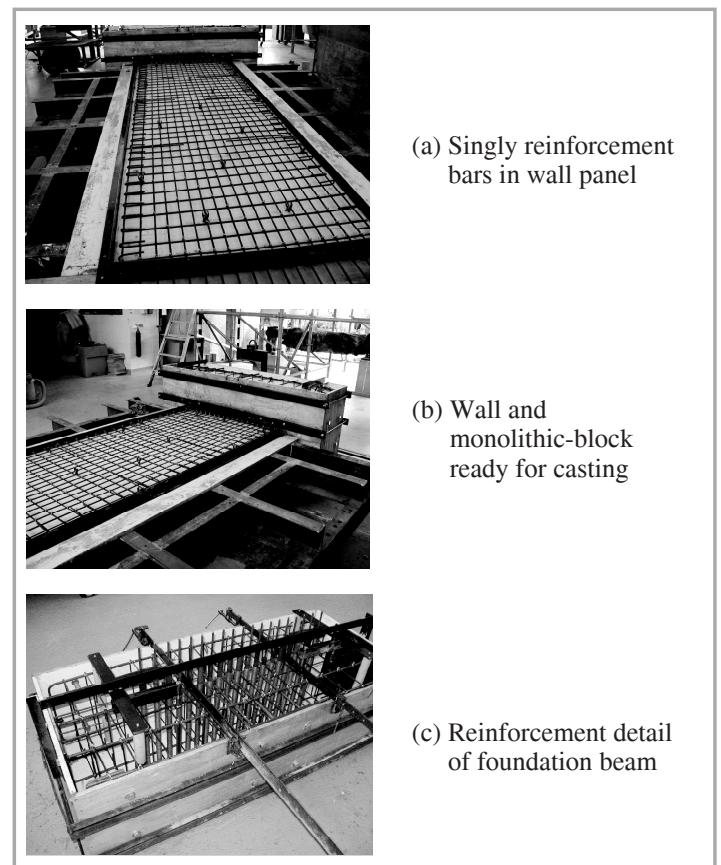 (a) Singly reinforcement
bars in wall panel
(b) Wall and
monolithic-block
ready for casting
(c) Reinforcement detail
of foundation beam